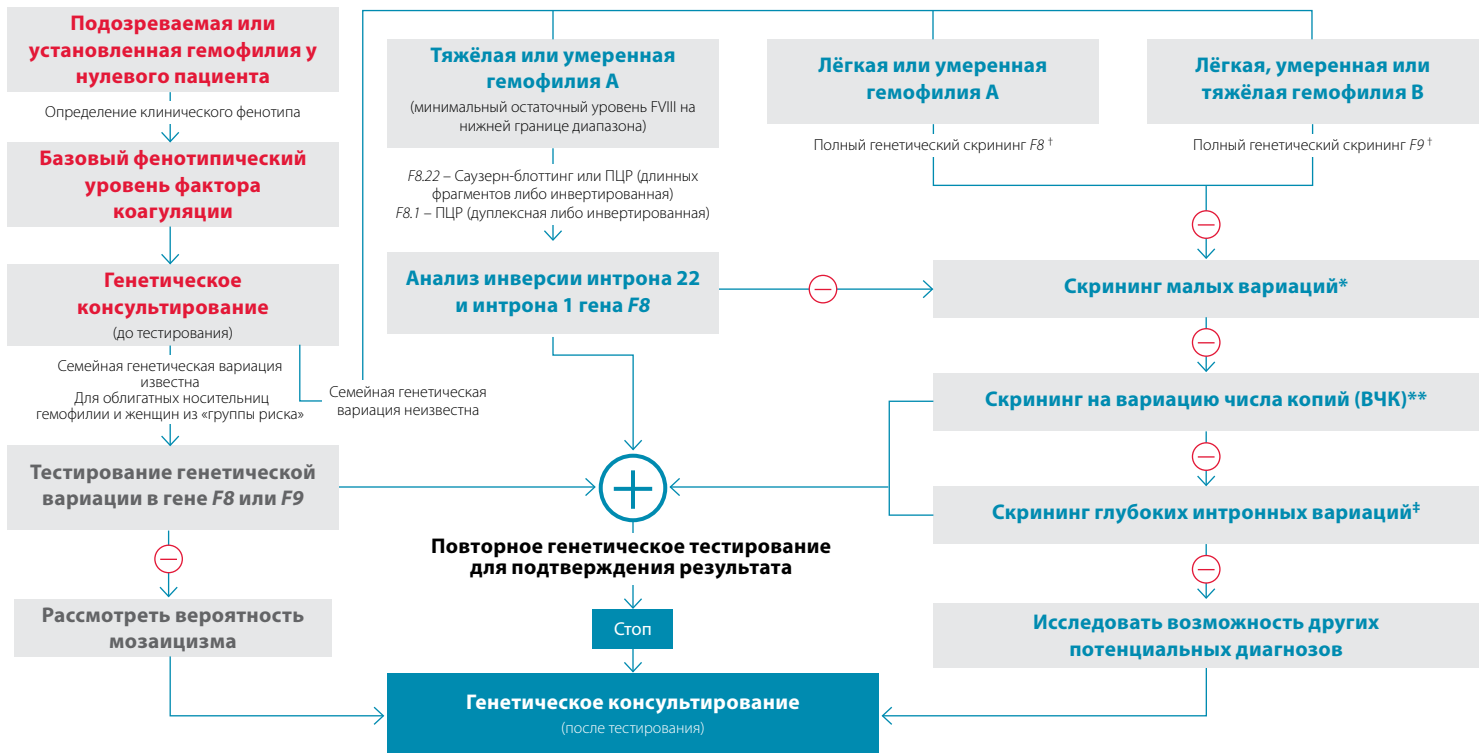 Подозреваемая или
установленная гемофилия у
нулевого пациента
Определение клинического фенотипа
Базовый фенотипический
уровень фактора
коагуляции
Генетическое
консультирование
(до тестирования)
Семейная генетическая вариация
известна
Для облигатных носительниц
гемофилии и женщин из «группы риска»
Семейная генетическая
вариация неизвестна
Тестирование генетической
вариации в гене F8 или F9
Рассмотреть вероятность
мозаицизма
Тяжёлая или умеренная
гемофилия А
(минимальный остаточный уровень FVIII на
нижней границе диапазона)
F8.22 – Саузерн-блоттинг или ПЦР (длинных
фрагментов либо инвертированная)
F8.1 – ПЦР (дуплексная либо инвертированная)
Анализ инверсии интрона 22
и интрона 1 гена F8
Повторное генетическое тестирование
для подтверждения результата
Стоп
Генетическое консультирование
(после тестирования)
Лёгкая или умеренная
гемофилия А
Полный генетический скрининг F8 †
Лёгкая, умеренная или
тяжёлая гемофилия В
Полный генетический скрининг F9 †
Скрининг малых вариаций*
Скрининг на вариацию числа копий (ВЧК)**
Скрининг глубоких интронных вариаций‡
Исследовать возможность других
потенциальных диагнозов